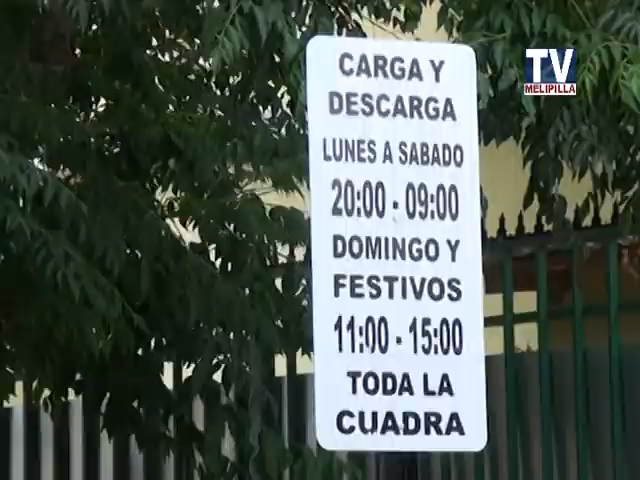 TV
MELIPILLA
CARGA Y
DESCARGA
LUNES A SABADO
20:00 - 09:00
DOMINGO Y
FESTIVOS
11:00 - 15:00
TODA LA
CUADRA